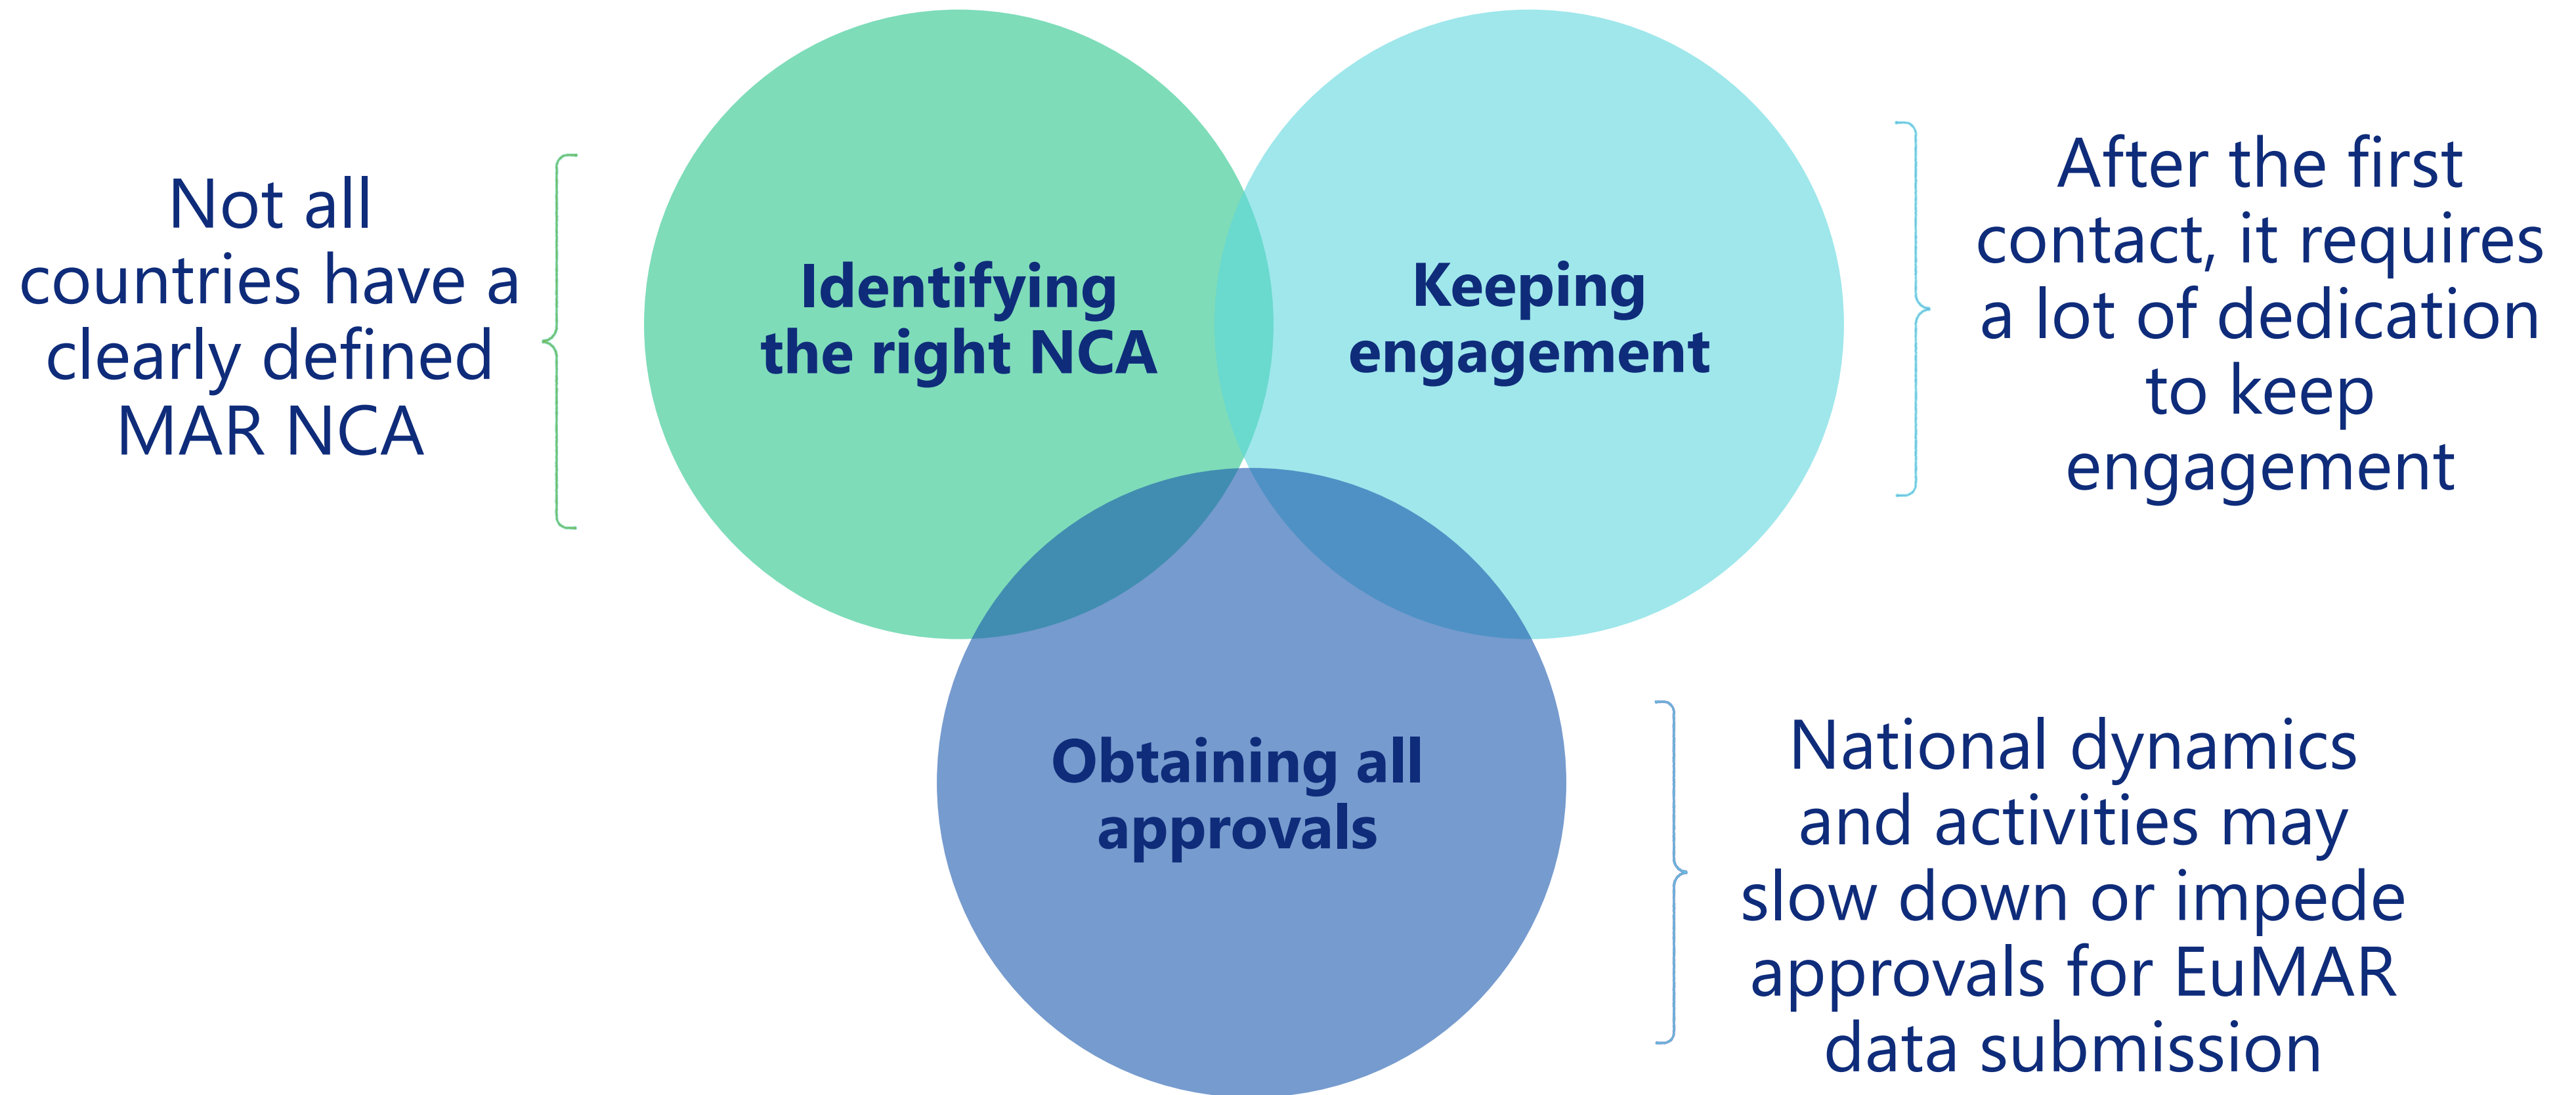 Not all
countries have a
clearly defined
MAR NCA
Identifying
the right NCA
Keeping
engagement
After the first
contact, it requires
a lot of dedication
to keep
engagement
Obtaining all
approvals
National dynamics
and activities may
slow down or impede
approvals for EuMAR
data submission